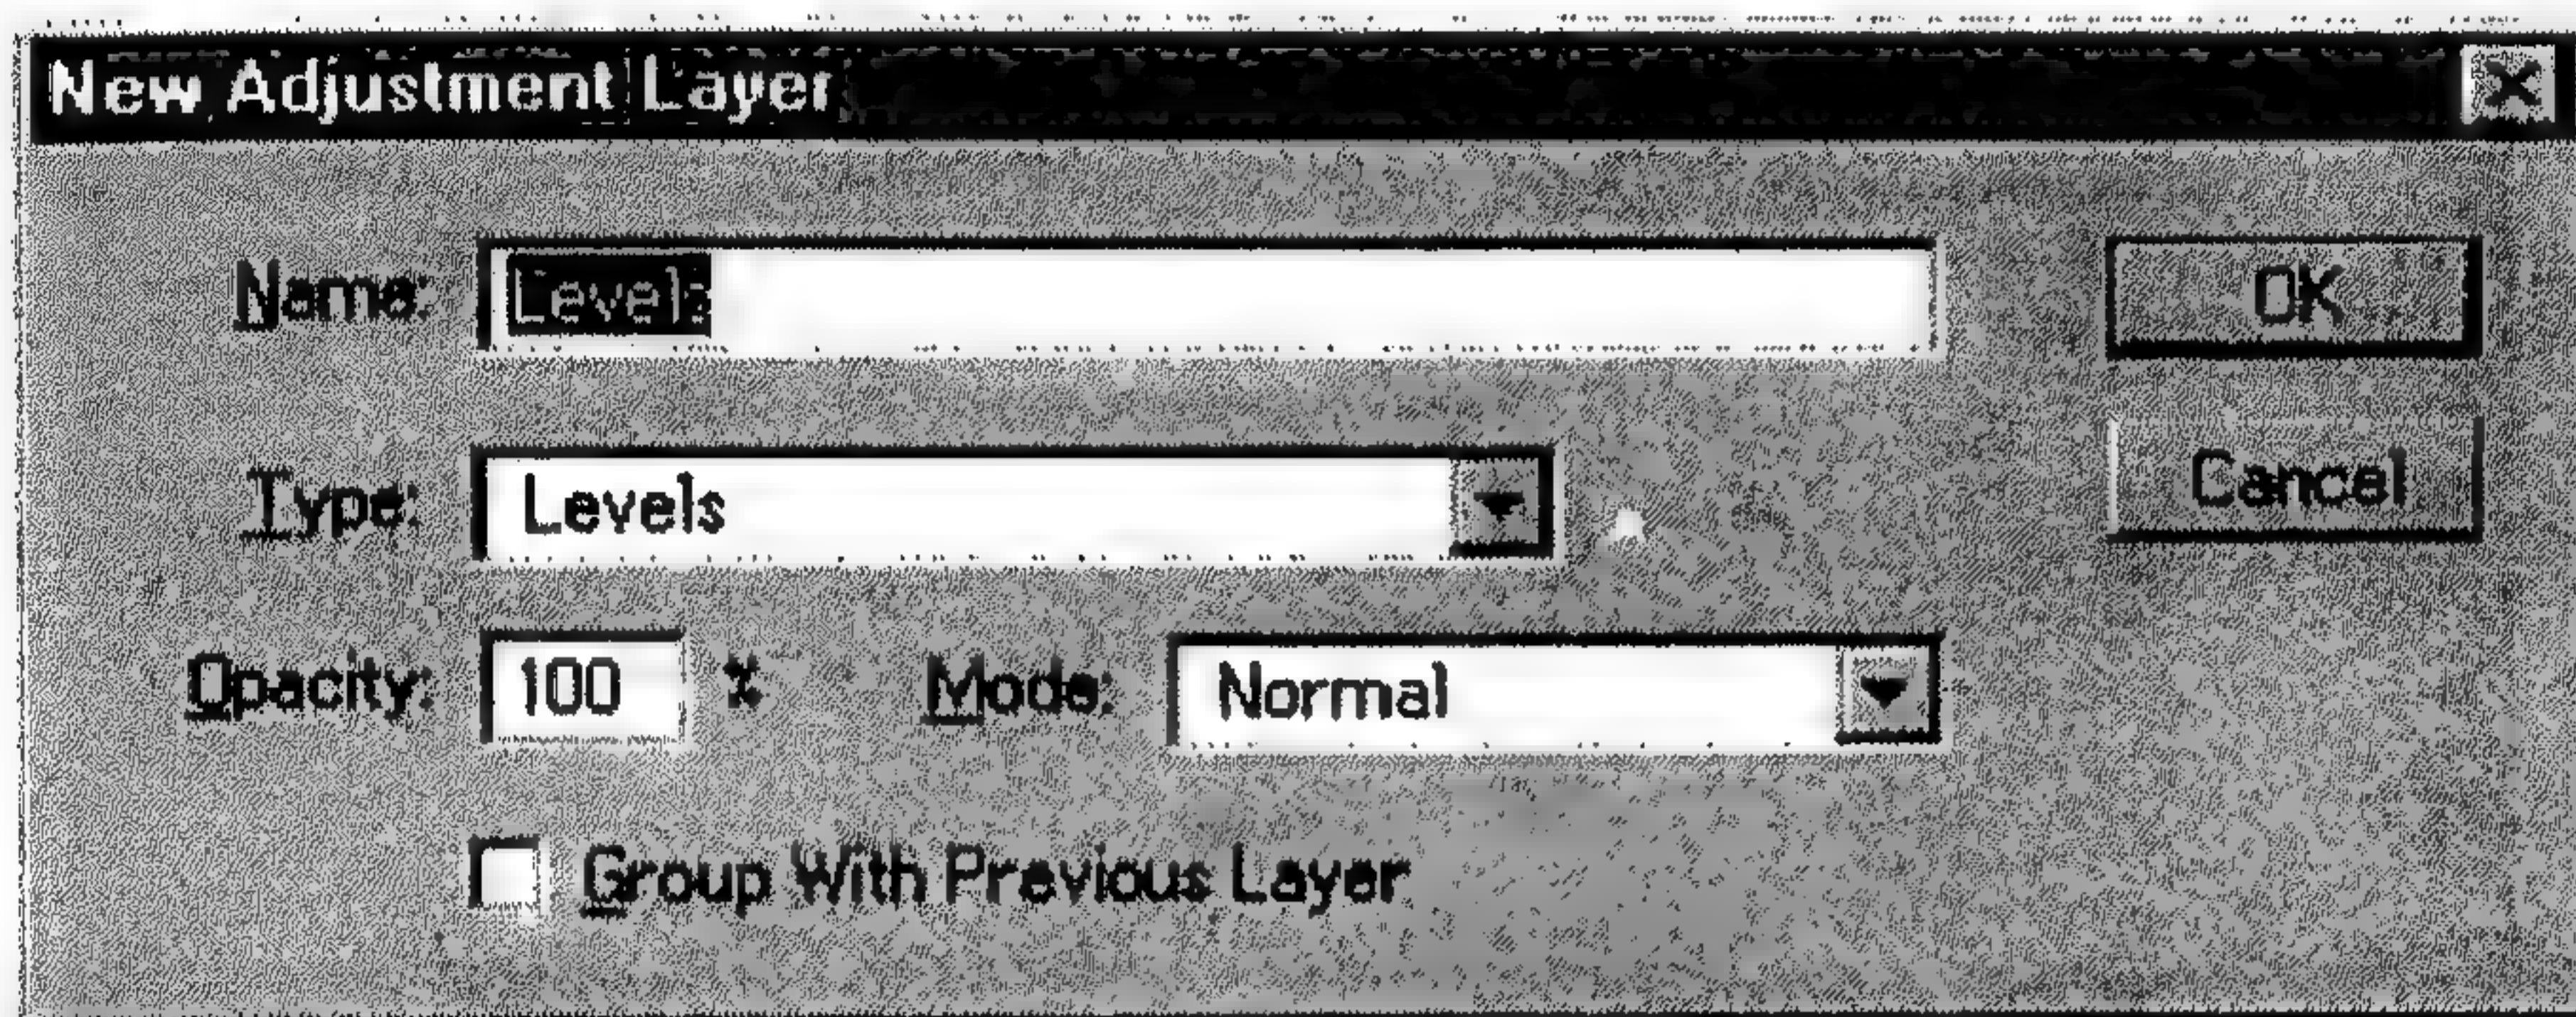 New Adjustment Layer
Name: Levels
OK
Type: Levels
Cancel
Opacity: 100 %
Mode: Normal
Group With Previous Layer